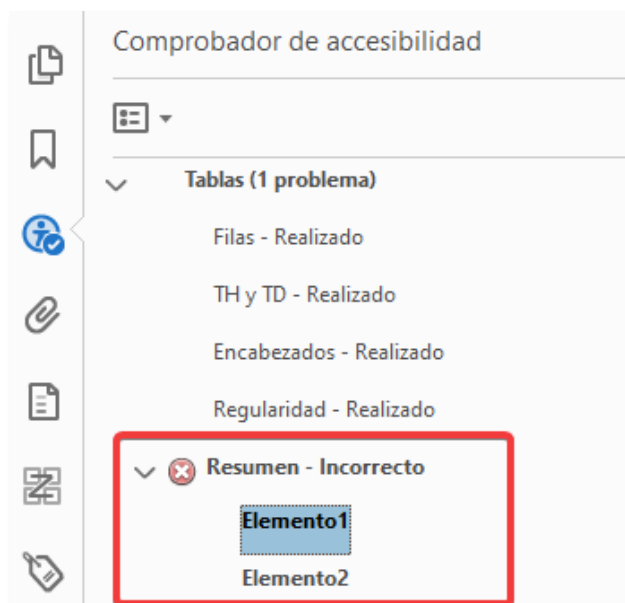 Comprobador de accesibilidad
Tablas (1 problema)
Filas - Realizado
TH y TD - Realizado
Encabezados - Realizado
Regularidad - Realizado
Resumen - Incorrecto
Elemento1
Elemento2